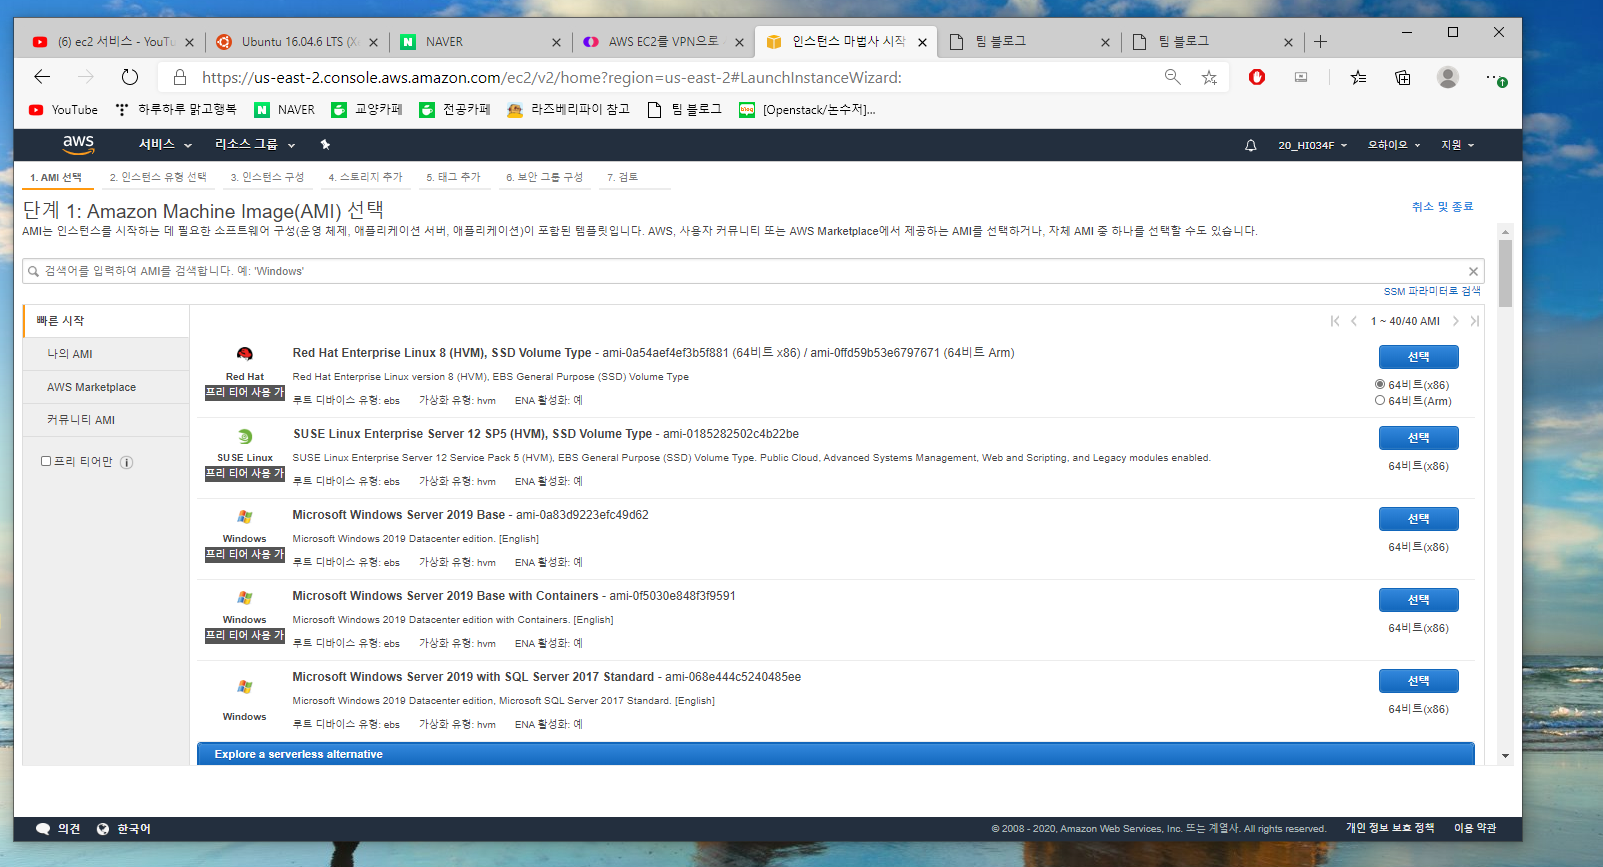 (6) ec2 서비스 - YouTu
Ubuntu 16.04.6 LTS (Xe
NAVER
AWS EC2를 VPN으로
인스턴스 마법사 시작
팀 블로그
팀 블로그
https://us-east-2.console.aws.amazon.com/ec2/v2/home?region=us-east-2#LaunchInstanceWizard:
YouTube
하루하루 맑고행복
NAVER
교양카페
전공카페
라즈베리파이 참고
팀 블로그
[Openstack/논수저]...
aws
서비스
리소스 그룹
20_HI034F
오하이오
지원
1. AMI 선택
2. 인스턴스 유형 선택
3. 인스턴스 구성
4. 스토리지 추가
5. 태그 추가
6. 보안 그룹 구성
7. 검토
단계 1: Amazon Machine Image(AMI) 선택
취소 및 종료
AMI는 인스턴스를 시작하는 데 필요한 소프트웨어 구성(운영 체제, 애플리케이션 서버, 애플리케이션)이 포함된 템플릿입니다. AWS, 사용자 커뮤니티 또는 AWS Marketplace에서 제공하는 AMI를 선택하거나, 자체 AMI 중 하나를 선택할 수도 있습니다.
검색어를 입력하여 AMI를 검색합니다. 예: 'Windows'
SSM 파라미터로 검색
빠른 시작
나의 AMI
AWS Marketplace
커뮤니티 AMI
프리 티어만
1 ~ 40/40 AMI
Red Hat
프리 티어 사용 가
Red Hat Enterprise Linux 8 (HVM), SSD Volume Type - ami-0a54aef4ef3b5f881 (64비트 x86) / ami-0ffd59b53e6797671 (64비트 Arm)
Red Hat Enterprise Linux version 8 (HVM), EBS General Purpose (SSD) Volume Type
루트 디바이스 유형: ebs 가상화 유형: hvm ENA 활성화: 예
선택
64비트(x86)
64비트(Arm)
SUSE Linux
프리 티어 사용 가
SUSE Linux Enterprise Server 12 SP5 (HVM), SSD Volume Type - ami-0185282502c4b22be
SUSE Linux Enterprise Server 12 Service Pack 5 (HVM), EBS General Purpose (SSD) Volume Type. Public Cloud, Advanced Systems Management, Web and Scripting, and Legacy modules enabled.
루트 디바이스 유형: ebs 가상화 유형: hvm ENA 활성화: 예
선택
64비트(x86)
Windows
프리 티어 사용 가
Microsoft Windows Server 2019 Base - ami-0a83d9223efc49d62
Microsoft Windows 2019 Datacenter edition. [English]
루트 디바이스 유형: ebs 가상화 유형: hvm ENA 활성화: 예
선택
64비트(x86)
Windows
프리 티어 사용 가
Microsoft Windows Server 2019 Base with Containers - ami-0f5030e848f3f9591
Microsoft Windows 2019 Datacenter edition with Containers. [English]
루트 디바이스 유형: ebs 가상화 유형: hvm ENA 활성화: 예
선택
64비트(x86)
Windows
Microsoft Windows Server 2019 with SQL Server 2017 Standard - ami-068e444c5240485ee
Microsoft Windows 2019 Datacenter edition, Microsoft SQL Server 2017 Standard. [English]
루트 디바이스 유형: ebs 가상화 유형: hvm ENA 활성화: 예
선택
64비트(x86)
Explore a serverless alternative
의견
한국어
© 2008 - 2020, Amazon Web Services, Inc. 또는 계열사. All rights reserved.
개인 정보 보호 정책
이용 약관